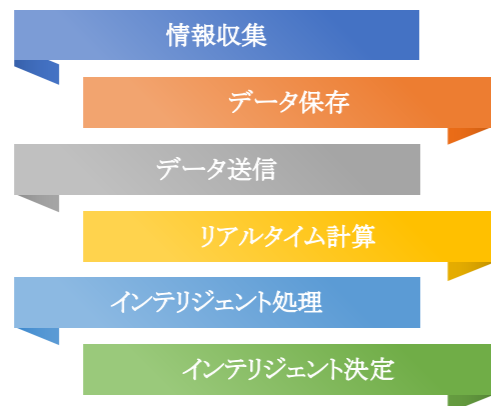 情報収集
データ保存
データ送信
リアルタイム計算
インテリジェント処理
インテリジェント決定